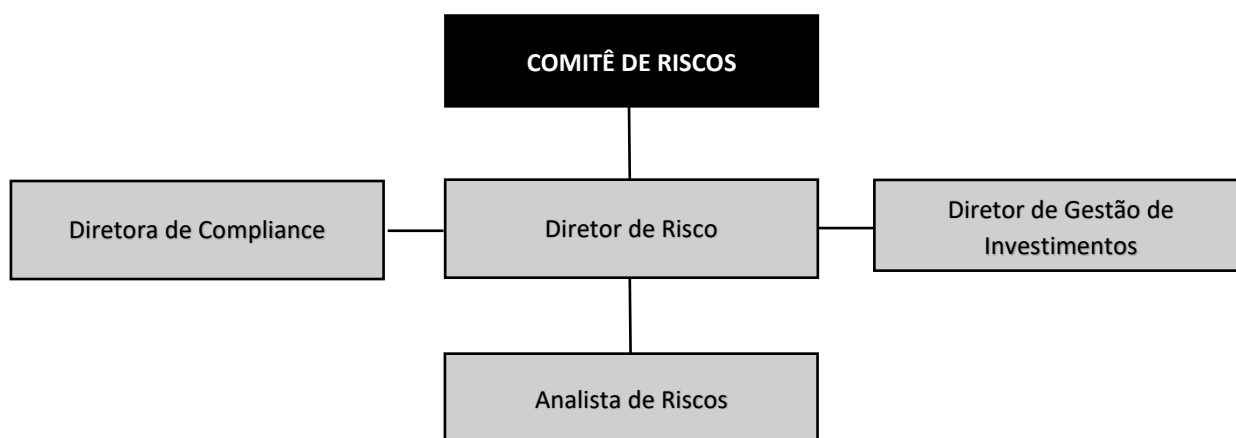 COMITÊ DE RISCOS
Diretora de Compliance
Diretor de Risco
Diretor de Gestão de
Investimentos
Analista de Riscos